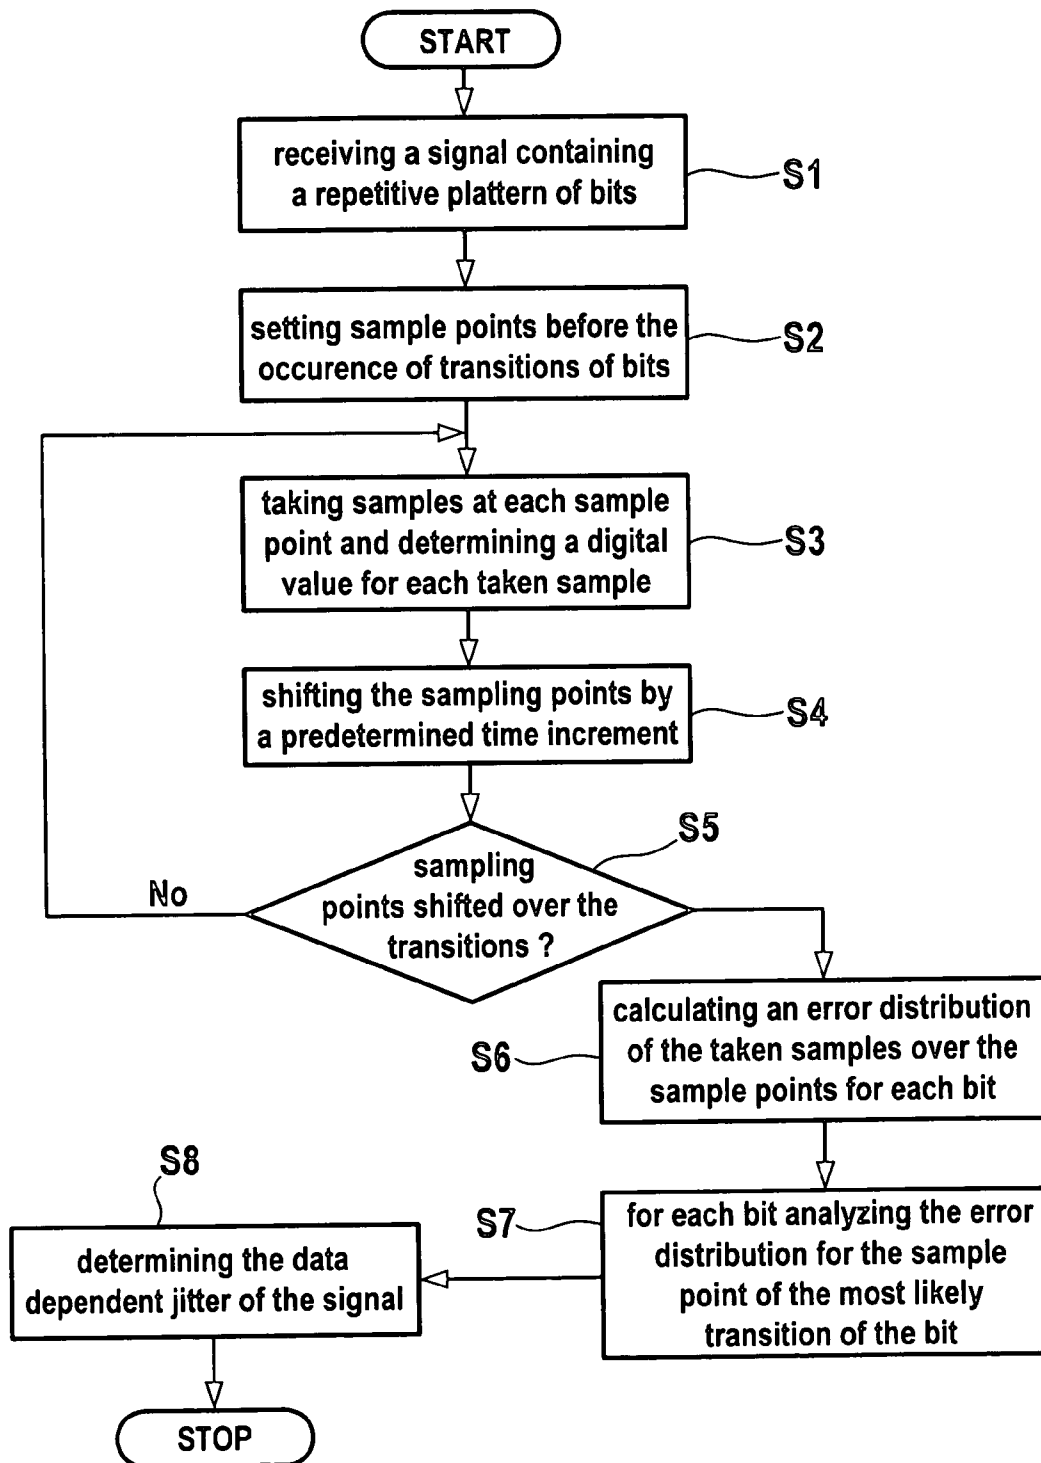 START
receiving a signal containing
a repetitive plattern of bits
S1
setting sample points before the
occurence of transitions of bits
S2
taking samples at each sample
point and determining a digital
value for each taken sample
S3
shifting the sampling points by
a predetermined time increment
S4
S5
sampling
points shifted over the
transitions ?
No
calculating an error distribution
of the taken samples over the
sample points for each bit
S6
for each bit analyzing the error
distribution for the sample
point of the most likely
transition of the bit
S7
S8
determining the data
dependent jitter of the signal
STOP